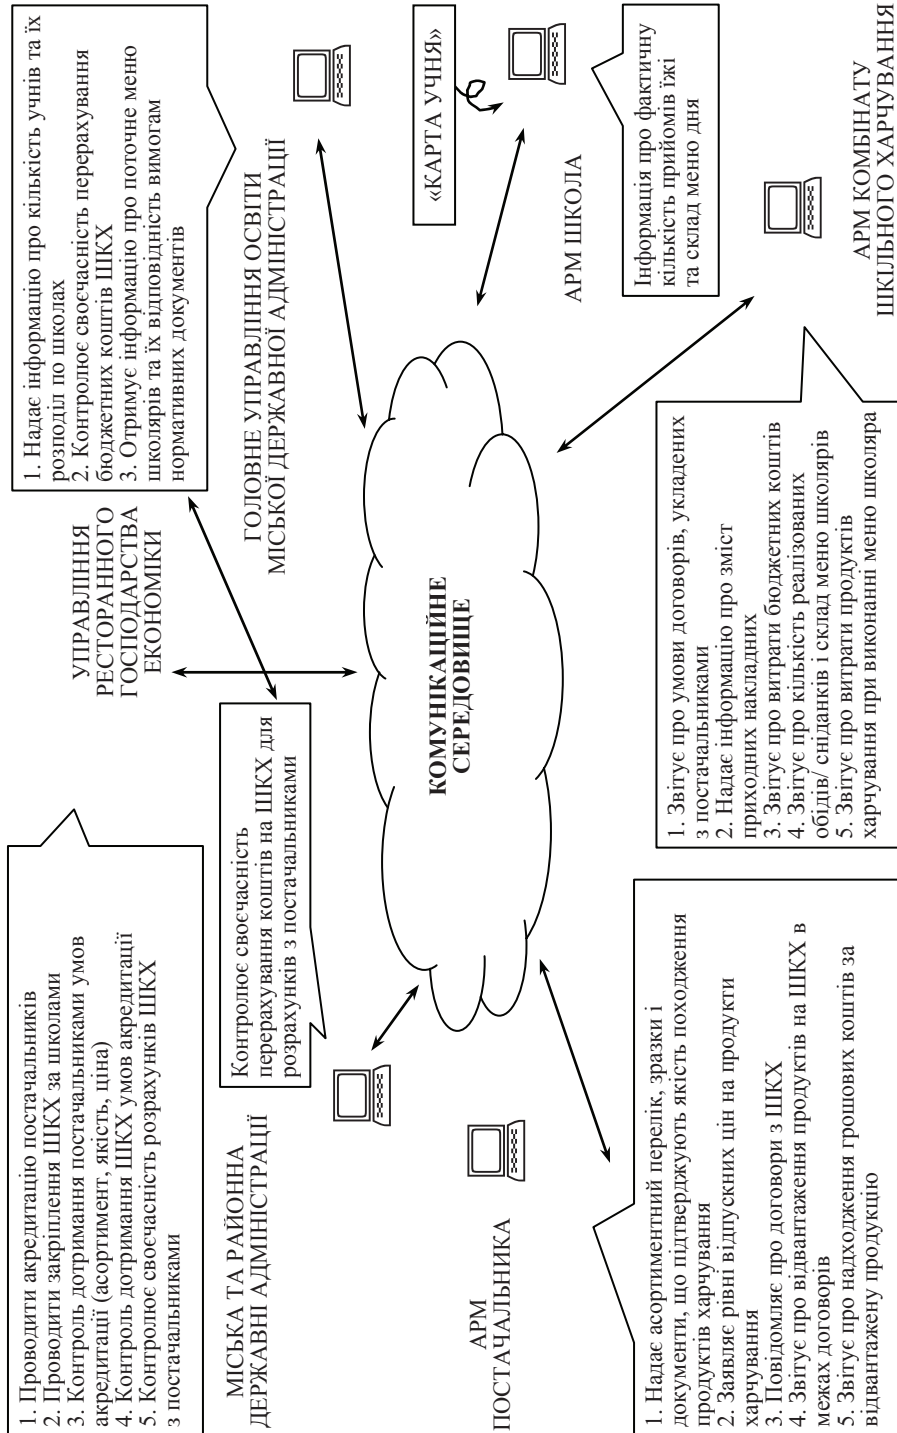 1. Проводити акредитацію постачальників
2. Проводити закріплення ШКХ за школами
3. Контроль дотримання постачальниками умов
акредитації (асортимент, якість, ціна)
4. Контроль дотримання ШКХ умов акредитації
5. Контролює своєчасність розрахунків ШКХ
з постачальниками
УПРАВЛІННЯ
РЕСТОРАННОГО
ГОСПОДАРСТВА
ЕКОНОМІКИ
1. Надає інформацію про кількість учнів та їх
розподіл по школах
2. Контролює своєчасність перерахування
бюджетних коштів ШКХ
3. Отримує інформацію про поточне меню
школярів та їх відповідність вимогам
нормативних документів
МІСЬКА ТА РАЙОННА
ДЕРЖАВНІ АДМІНІСТРАЦІЇ
Контролює своєчасність
перерахування коштів на ШКХ для
розрахунків з постачальниками
ГОЛОВНЕ УПРАВЛІННЯ ОСВІТИ
МІСЬКОЇ ДЕРЖАВНОЇ АДМІНІСТРАЦІЇ
КОМУНІКАЦІЙНЕ
СЕРЕДОВИЩЕ
«КАРТА УЧНЯ»
АРМ
ПОСТАЧАЛЬНИКА
АРМ ШКОЛА
Інформація про фактичну
кількість прийомів їжі
та склад меню дня
1. Надає асортиментний перелік, зразки і
документи, що підтверджують якість походження
продуктів харчування
2. Заявляє рівні відпускних цін на продукти
харчування
3. Повідомляє про договори з ШКХ
4. Звітує про відвантаження продуктів на ШКХ в
межах договорів
5. Звітує про надходження грошових коштів за
відвантажену продукцію
1. Звітує про умови договорів, укладених
з постачальниками
2. Надає інформацію про зміст
приходних накладних
3. Звітує про витрати бюджетних коштів
4. Звітує про кількість реалізованих
обідів/ сніданків і склад меню школярів
5. Звітує про витрати продуктів
харчування при виконанні меню школяра
АРМ КОМБІНАТУ
ШКІЛЬНОГО ХАРЧУВАННЯ